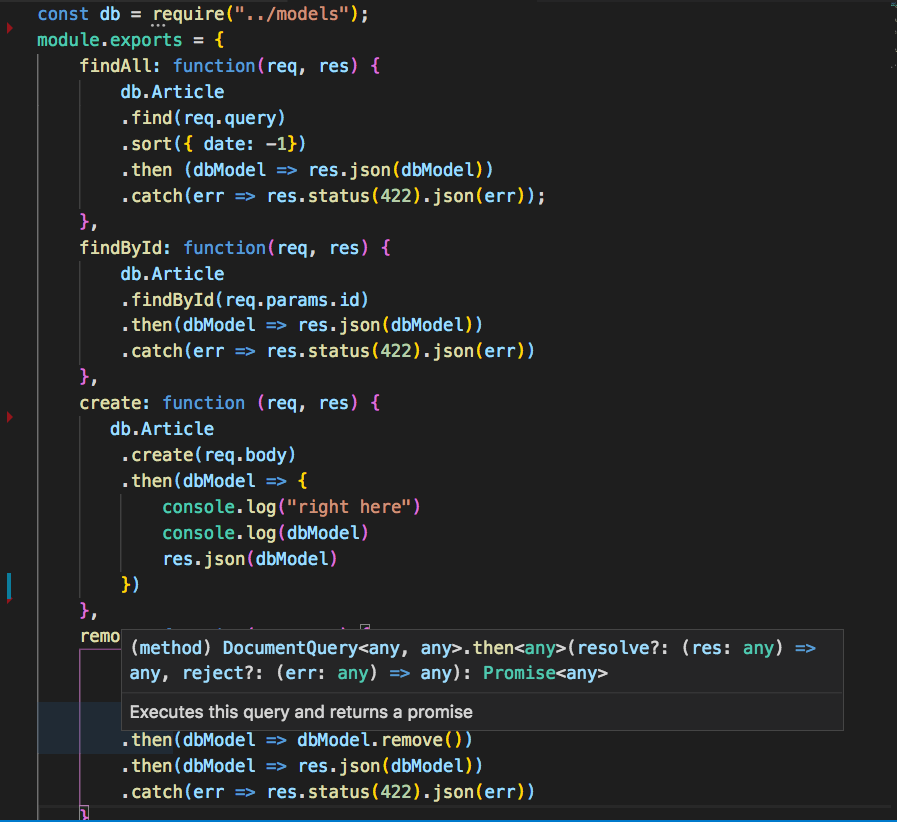 const db = require("../models");
module.exports = {
    findAll: function(req, res) {
        db.Article
        .find(req.query)
        .sort({ date: -1})
        .then (dbModel => res.json(dbModel))
        .catch(err => res.status(422).json(err));
    },
    findById: function(req, res) {
        db.Article
        .findById(req.params.id)
        .then(dbModel => res.json(dbModel))
        .catch(err => res.status(422).json(err))
    },
    create: function (req, res) {
       db.Article
        .create(req.body)
        .then(dbModel => {
            console.log("right here")
            console.log(dbModel)
            res.json(dbModel)
        })
    },
    remo
(method) DocumentQuery<any, any>.then<any>(resolve?: (res: any) =>
any, reject?: (err: any) => any): Promise<any>
Executes this query and returns a promise
        .then(dbModel => dbModel.remove())
        .then(dbModel => res.json(dbModel))
        .catch(err => res.status(422).json(err))
    }